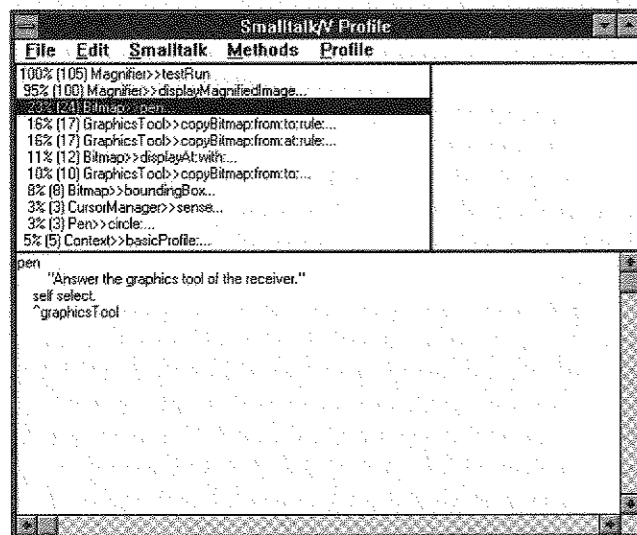 Smalltalk/V Profile
File Edit Smalltalk Methods Profile
100% (105) Magnifier>>testRun
95% (100) Magnifier>>displayMagnifiedImage...
23% (24) Bitmap>>pen...
16% (17) GraphicsTool>>copyBitmap:from:to:rule:...
16% (17) GraphicsTool>>copyBitmap:from:at:rule:...
11% (12) Bitmap>>displayAt:with:...
10% (10) GraphicsTool>>copyBitmap:from:to:...
8% (8) Bitmap>>boundingBox...
3% (3) CursorManager>>sense...
3% (3) Pen>>circle:...
5% (5) Context>>basicProfile:...
pen
"Answer the graphics tool of the receiver."
self select.
^graphicsTool